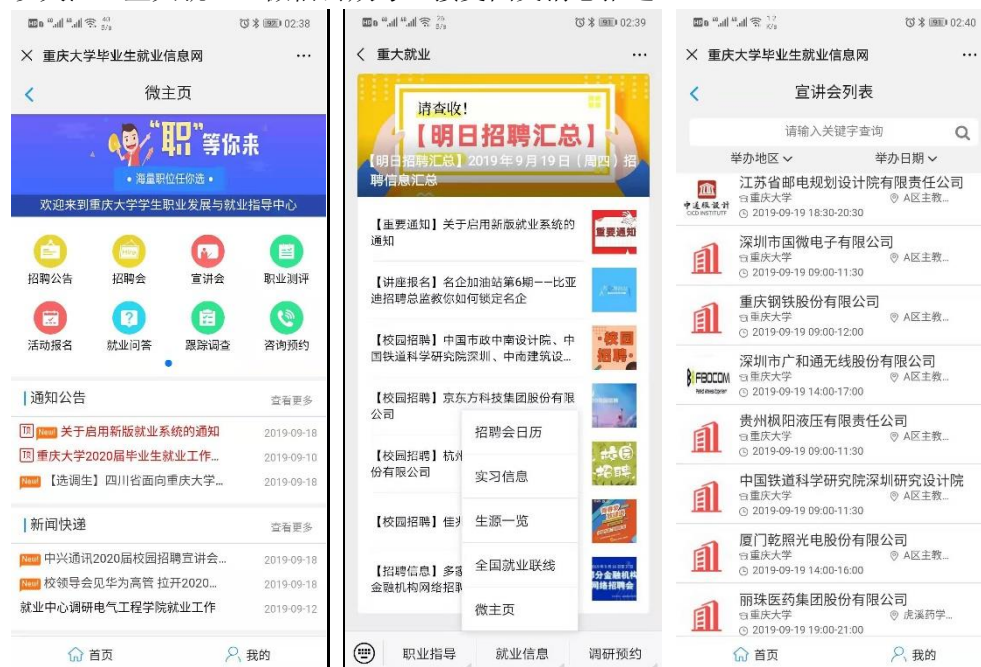 02:38
重庆大学毕业生就业信息网
微主页
“职”等你来
• 海量职位任你选 •
欢迎来到重庆大学学生职业发展与就业指导中心
招聘公告
招聘会
宣讲会
职业测评
活动报名
就业问答
跟踪调查
咨询预约
通知公告
查看更多
New! 关于启用新版就业系统的通知 2019-09-18
重庆大学2020届毕业生就业工作... 2019-09-10
New! 【选调生】四川省面向重庆大学... 2019-09-18
新闻快递
查看更多
New! 中兴通讯2020届校园招聘宣讲会... 2019-09-18
New! 校领导会见华为高管 拉开2020... 2019-09-18
就业中心调研电气工程学院就业工作 2019-09-12
首页
我的
02:39
重大就业
请查收!
【明日招聘汇总】
【明日招聘汇总】2019年9月19日(周四)招
聘信息汇总
【重要通知】关于启用新版就业系统的
通知
重要通知
【讲座报名】名企加油站第6期——比亚
迪招聘总监教你如何锁定名企
【校园招聘】中国市政中南设计院、中
国铁道科学研究院深圳、中南建筑设...
校园
招聘
【校园招聘】京东方科技集团股份有限
公司
【校园招聘】杭州
份有限公司
校园
招聘
【校园招聘】佳
【招聘信息】多家
金融机构网络招聘
招聘会日历
实习信息
生源一览
全国就业联线
微主页
职业指导
就业信息
调研预约
02:40
重庆大学毕业生就业信息网
宣讲会列表
请输入关键字查询
举办地区
举办日期
江苏省邮电规划设计院有限责任公司
重庆大学 A区主教...
2019-09-19 18:30-20:30
深圳市国微电子有限公司
重庆大学 A区主教...
2019-09-19 09:00-11:30
重庆钢铁股份有限公司
重庆大学 A区主教...
2019-09-19 09:00-12:00
深圳市广和通无线股份有限公司
FIBOCOM
重庆大学 A区主教...
2019-09-19 14:00-17:00
贵州枫阳液压有限责任公司
重庆大学 A区主教...
2019-09-19 09:00-11:30
中国铁道科学研究院深圳研究设计院
重庆大学 A区主教...
2019-09-19 09:00-11:30
厦门乾照光电股份有限公司
重庆大学 A区主教...
2019-09-19 14:00-16:00
丽珠医药集团股份有限公司
重庆大学 虎溪药学...
2019-09-19 19:00-21:00
首页
我的